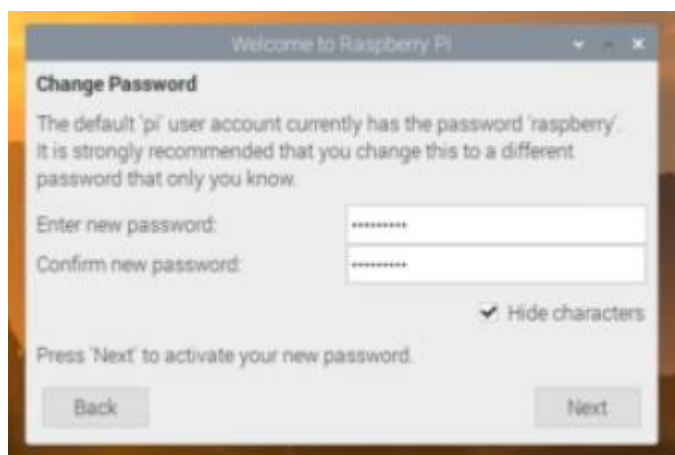 Welcome to Raspberry Pi
Change Password
The default 'pi' user account currently has the password 'raspberry'.
It is strongly recommended that you change this to a different
password that only you know.
Enter new password:
Confirm new password:
Hide characters
Press 'Next' to activate your new password.
Back
Next